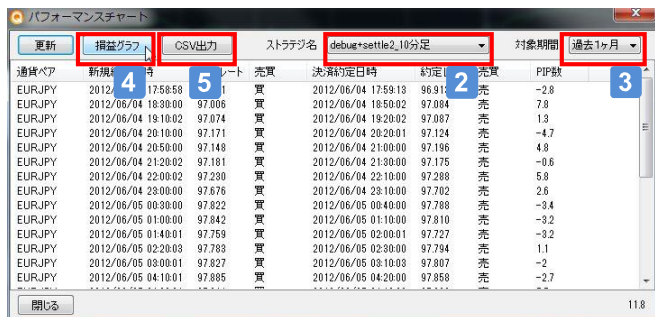 パフォーマンスチャート
更新 損益グラフ CSV出力 ストラテジ名 debug+settle2_10分足 対象期間 過去1ヶ月
4 5 2 3
通貨ペア 新規 時 レート 売買 決済約定日時 約定 売買 PIP数
EURJPY 2012/ 17:58:58 1 買 2012/06/04 17:59:13 96.91 売 -2.8
EURJPY 2012/06/04 18:30:00 97.006 買 2012/06/04 18:50:02 97.084 売 7.8
EURJPY 2012/06/04 19:10:02 97.074 買 2012/06/04 19:20:02 97.087 売 1.3
EURJPY 2012/06/04 20:10:00 97.171 買 2012/06/04 20:20:01 97.124 売 -4.7
EURJPY 2012/06/04 20:50:00 97.148 買 2012/06/04 21:00:00 97.196 売 4.8
EURJPY 2012/06/04 21:20:02 97.181 買 2012/06/04 21:30:00 97.175 売 -0.6
EURJPY 2012/06/04 22:00:02 97.230 買 2012/06/04 22:10:00 97.288 売 5.8
EURJPY 2012/06/04 23:00:00 97.676 買 2012/06/04 23:10:00 97.702 売 2.6
EURJPY 2012/06/05 00:30:00 97.822 買 2012/06/05 00:40:00 97.788 売 -3.4
EURJPY 2012/06/05 01:00:00 97.842 買 2012/06/05 01:10:00 97.810 売 -3.2
EURJPY 2012/06/05 01:40:01 97.759 買 2012/06/05 02:00:01 97.727 売 -3.2
EURJPY 2012/06/05 02:20:03 97.783 買 2012/06/05 02:30:00 97.794 売 1.1
EURJPY 2012/06/05 03:00:01 97.827 買 2012/06/05 03:10:03 97.807 売 -2
EURJPY 2012/06/05 04:10:01 97.885 買 2012/06/05 04:20:00 97.858 売 -2.7
閉じる 11.8